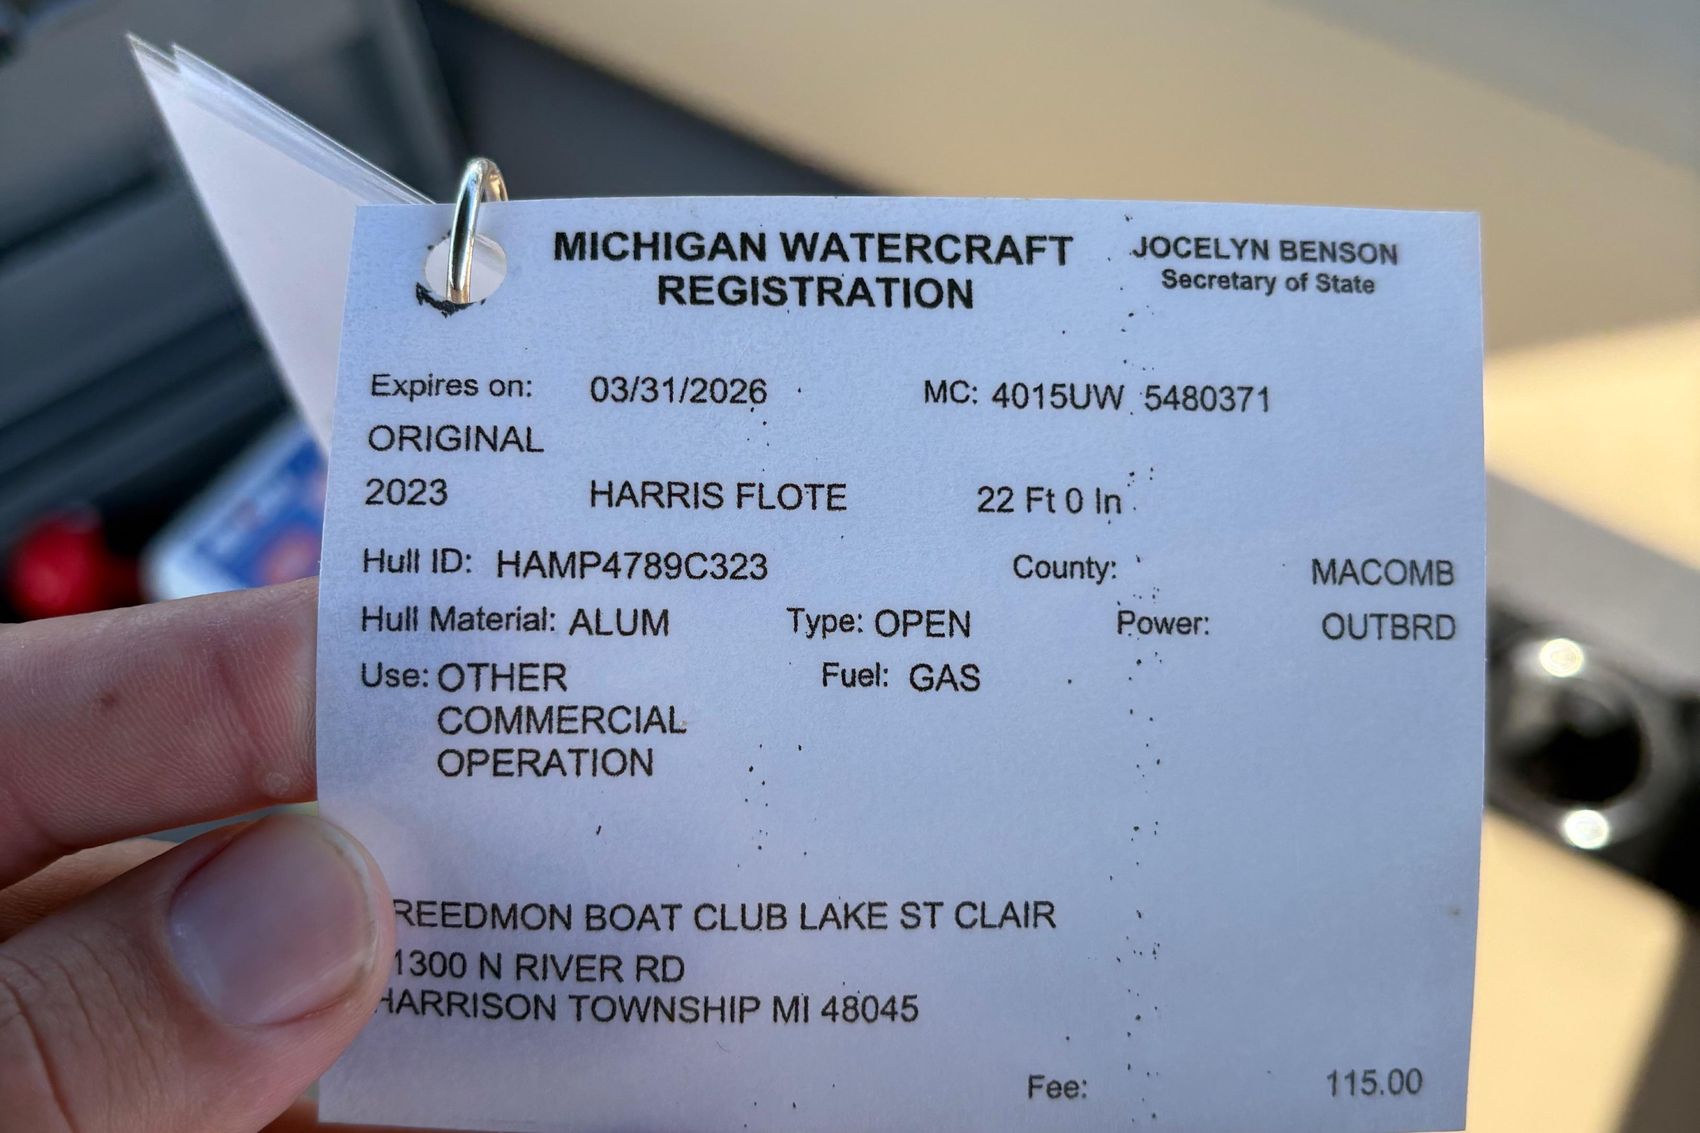 MICHIGAN WATERCRAFT
REGISTRATION
JOCELYN BENSON
Secretary of State
Expires on: 03/31/2026 MC: 4015UW 5480371
ORIGINAL
2023 HARRIS FLOTE 22 Ft 0 In
Hull ID: HAMP4789C323 County: MACOMB
Hull Material: ALUM Type: OPEN Power: OUTBRD
Use: OTHER Fuel: GAS
COMMERCIAL
OPERATION
REEDMON BOAT CLUB LAKE ST CLAIR
1300 N RIVER RD
HARRISON TOWNSHIP MI 48045
Fee: 115.00